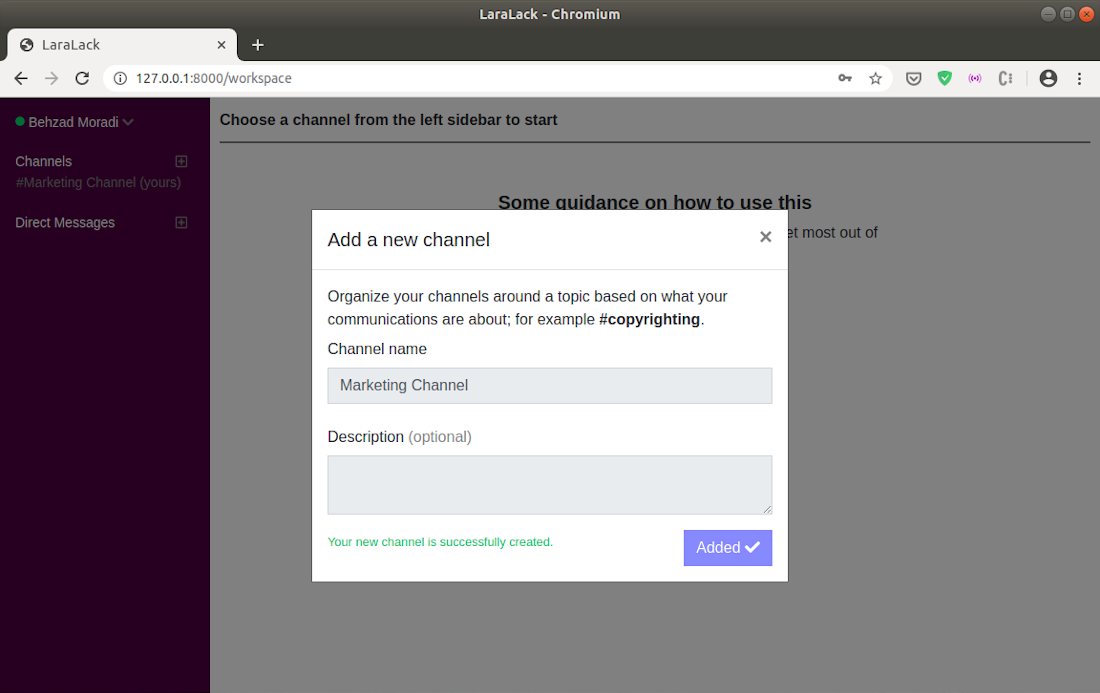 LaraLack - Chromium
LaraLack
127.0.0.1:8000/workspace
Behzad Moradi
Choose a channel from the left sidebar to start
Channels
#Marketing Channel (yours)
Direct Messages
Some guidance on how to use this
et most out of
Add a new channel
Organize your channels around a topic based on what your
communications are about; for example #copyrighting.
Channel name
Marketing Channel
Description (optional)
Your new channel is successfully created.
Added